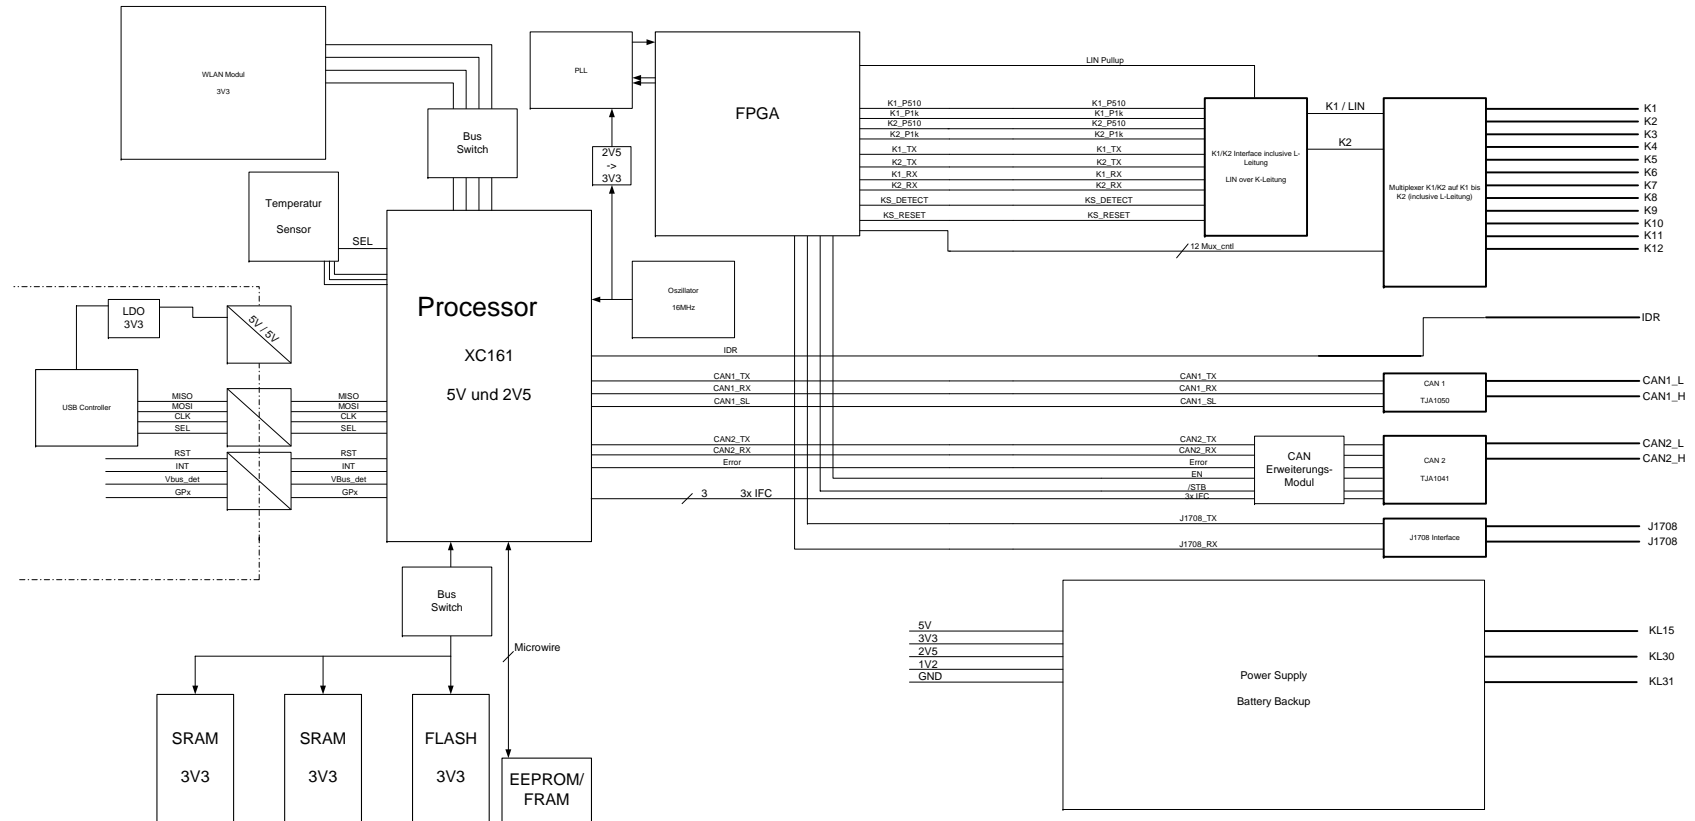 WLAN Modul
3V3
Bus
Switch
PLL
2V5
->
3V3
FPGA
LIN Pullup
K1_P510
K1_P1k
K2_P510
K2_P1k
K1_TX
K2_TX
K1_RX
K2_RX
KS_DETECT
KS_RESET
K1_P510
K1_P1k
K2_P510
K2_P1k
K1_TX
K2_TX
K1_RX
K2_RX
KS_DETECT
KS_RESET
12 Mux_cntl
K1/K2 Interface inclusive L-
Leitung
LIN over K-Leitung
K1 / LIN
K2
Multiplexer K1/K2 auf K1 bis
K2 (inclusive L-Leitung)
K1
K2
K3
K4
K5
K6
K7
K8
K9
K10
K11
K12
Temperatur
Sensor
SEL
Oszillator
16MHz
Processor
XC161
5V und 2V5
LDO
3V3
5V / 5V
USB Controller
MISO
MOSI
CLK
SEL
MISO
MOSI
CLK
SEL
RST
INT
Vbus_det
GPx
RST
INT
VBus_det
GPx
IDR
IDR
CAN1_TX
CAN1_RX
CAN1_SL
CAN1_TX
CAN1_RX
CAN1_SL
CAN 1
TJA1050
CAN1_L
CAN1_H
CAN2_TX
CAN2_RX
Error
3
3x IFC
CAN2_TX
CAN2_RX
Error
EN
/STB
3x IFC
CAN
Erweiterungs-
Modul
CAN 2
TJA1041
CAN2_L
CAN2_H
J1708_TX
J1708_RX
J1708 Interface
J1708
J1708
Bus
Switch
Microwire
SRAM
3V3
SRAM
3V3
FLASH
3V3
EEPROM/
FRAM
5V
3V3
2V5
1V2
GND
Power Supply
Battery Backup
KL15
KL30
KL31